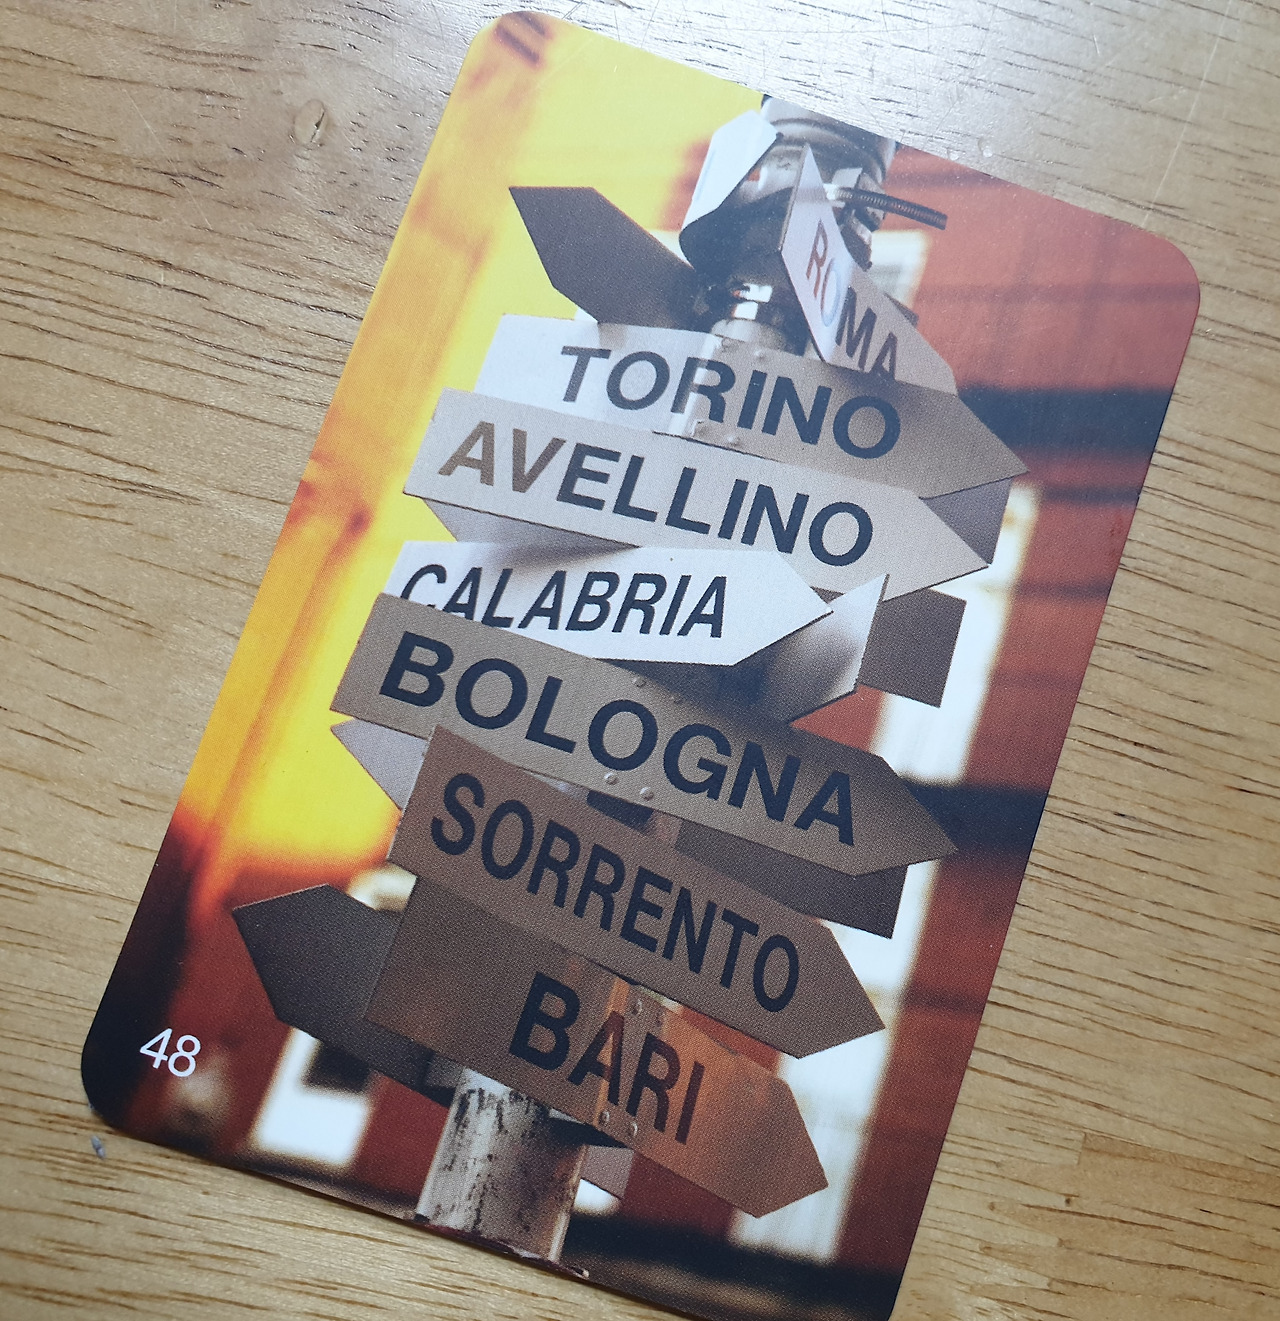 ROMA
TORINO
AVELLINO
CALABRIA
BOLOGNA
SORRENTO
BARI
48